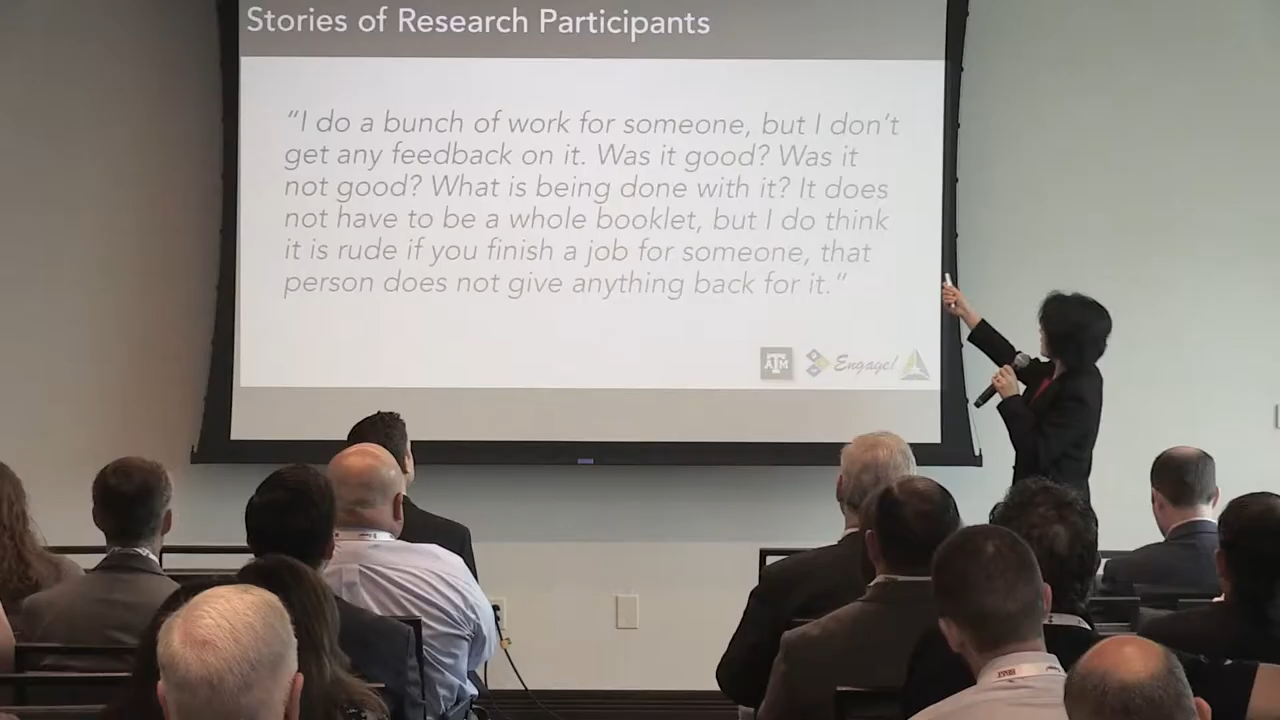 Stories of Research Participants
“I do a bunch of work for someone, but I don’t
get any feedback on it. Was it good? Was it
not good? What is being done with it? It does
not have to be a whole booklet, but I do think
it is rude if you finish a job for someone, that
person does not give anything back for it.”
ATM Engage!